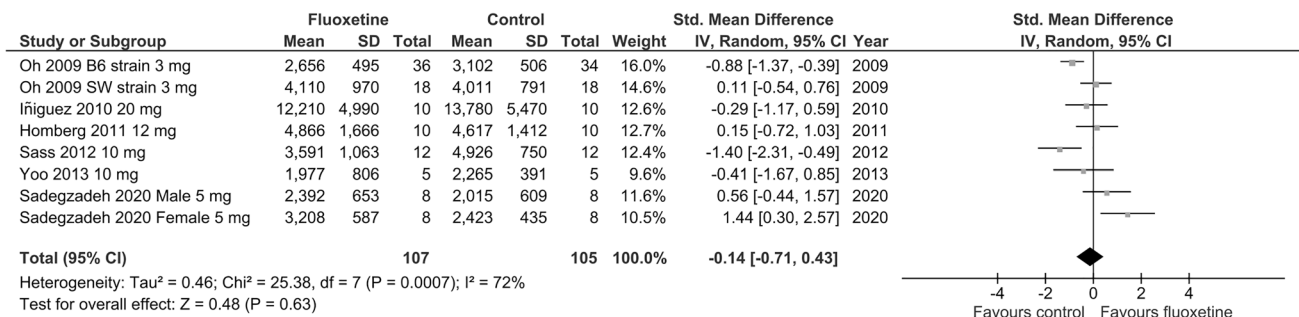 Fluoxetine Control Std. Mean Difference Std. Mean Difference
Study or Subgroup Mean SD Total Mean SD Total Weight IV, Random, 95% CI Year IV, Random, 95% CI
Oh 2009 B6 strain 3 mg 2,656 495 36 3,102 506 34 16.0% -0.88 [-1.37, -0.39] 2009
Oh 2009 SW strain 3 mg 4,110 970 18 4,011 791 18 14.6% 0.11 [-0.54, 0.76] 2009
Iñiguez 2010 20 mg 12,210 4,990 10 13,780 5,470 10 12.6% -0.29 [-1.17, 0.59] 2010
Homberg 2011 12 mg 4,866 1,666 10 4,617 1,412 10 12.7% 0.15 [-0.72, 1.03] 2011
Sass 2012 10 mg 3,591 1,063 12 4,926 750 12 12.4% -1.40 [-2.31, -0.49] 2012
Yoo 2013 10 mg 1,977 806 5 2,265 391 5 9.6% -0.41 [-1.67, 0.85] 2013
Sadegzadeh 2020 Male 5 mg 2,392 653 8 2,015 609 8 11.6% 0.56 [-0.44, 1.57] 2020
Sadegzadeh 2020 Female 5 mg 3,208 587 8 2,423 435 8 10.5% 1.44 [0.30, 2.57] 2020
Total (95% CI) 107 105 100.0% -0.14 [-0.71, 0.43]
Heterogeneity: Tau² = 0.46; Chi² = 25.38, df = 7 (P = 0.0007); I² = 72%
Test for overall effect: Z = 0.48 (P = 0.63)
-4 -2 0 2 4
Favours control Favours fluoxetine